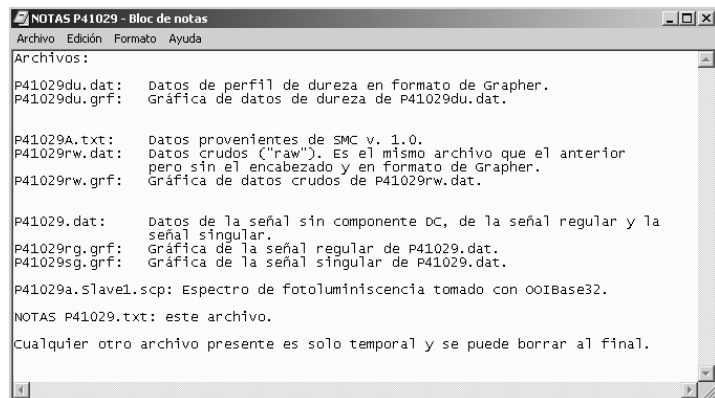 NOTAS P41029 - Bloc de notas
Archivo Edición Formato Ayuda
Archivos:
P41029du.dat: Datos de perfil de dureza en formato de Grapher.
P41029du.grf: Gráfica de datos de dureza de P41029du.dat.
P41029A.txt: Datos provenientes de SMC v. 1.0.
P41029rw.dat: Datos crudos ("raw"). Es el mismo archivo que el anterior
pero sin el encabezado y en formato de Grapher.
P41029rw.grf: Gráfica de datos crudos de P41029rw.dat.
P41029.dat: Datos de la señal sin componente DC, de la señal regular y la
señal singular.
P41029rg.grf: Gráfica de la señal regular de P41029.dat.
P41029sg.grf: Gráfica de la señal singular de P41029.dat.
P41029a.Slave1.scp: Espectro de fotoluminiscencia tomado con OOIBase32.
NOTAS P41029.txt: este archivo.
Cualquier otro archivo presente es solo temporal y se puede borrar al final.